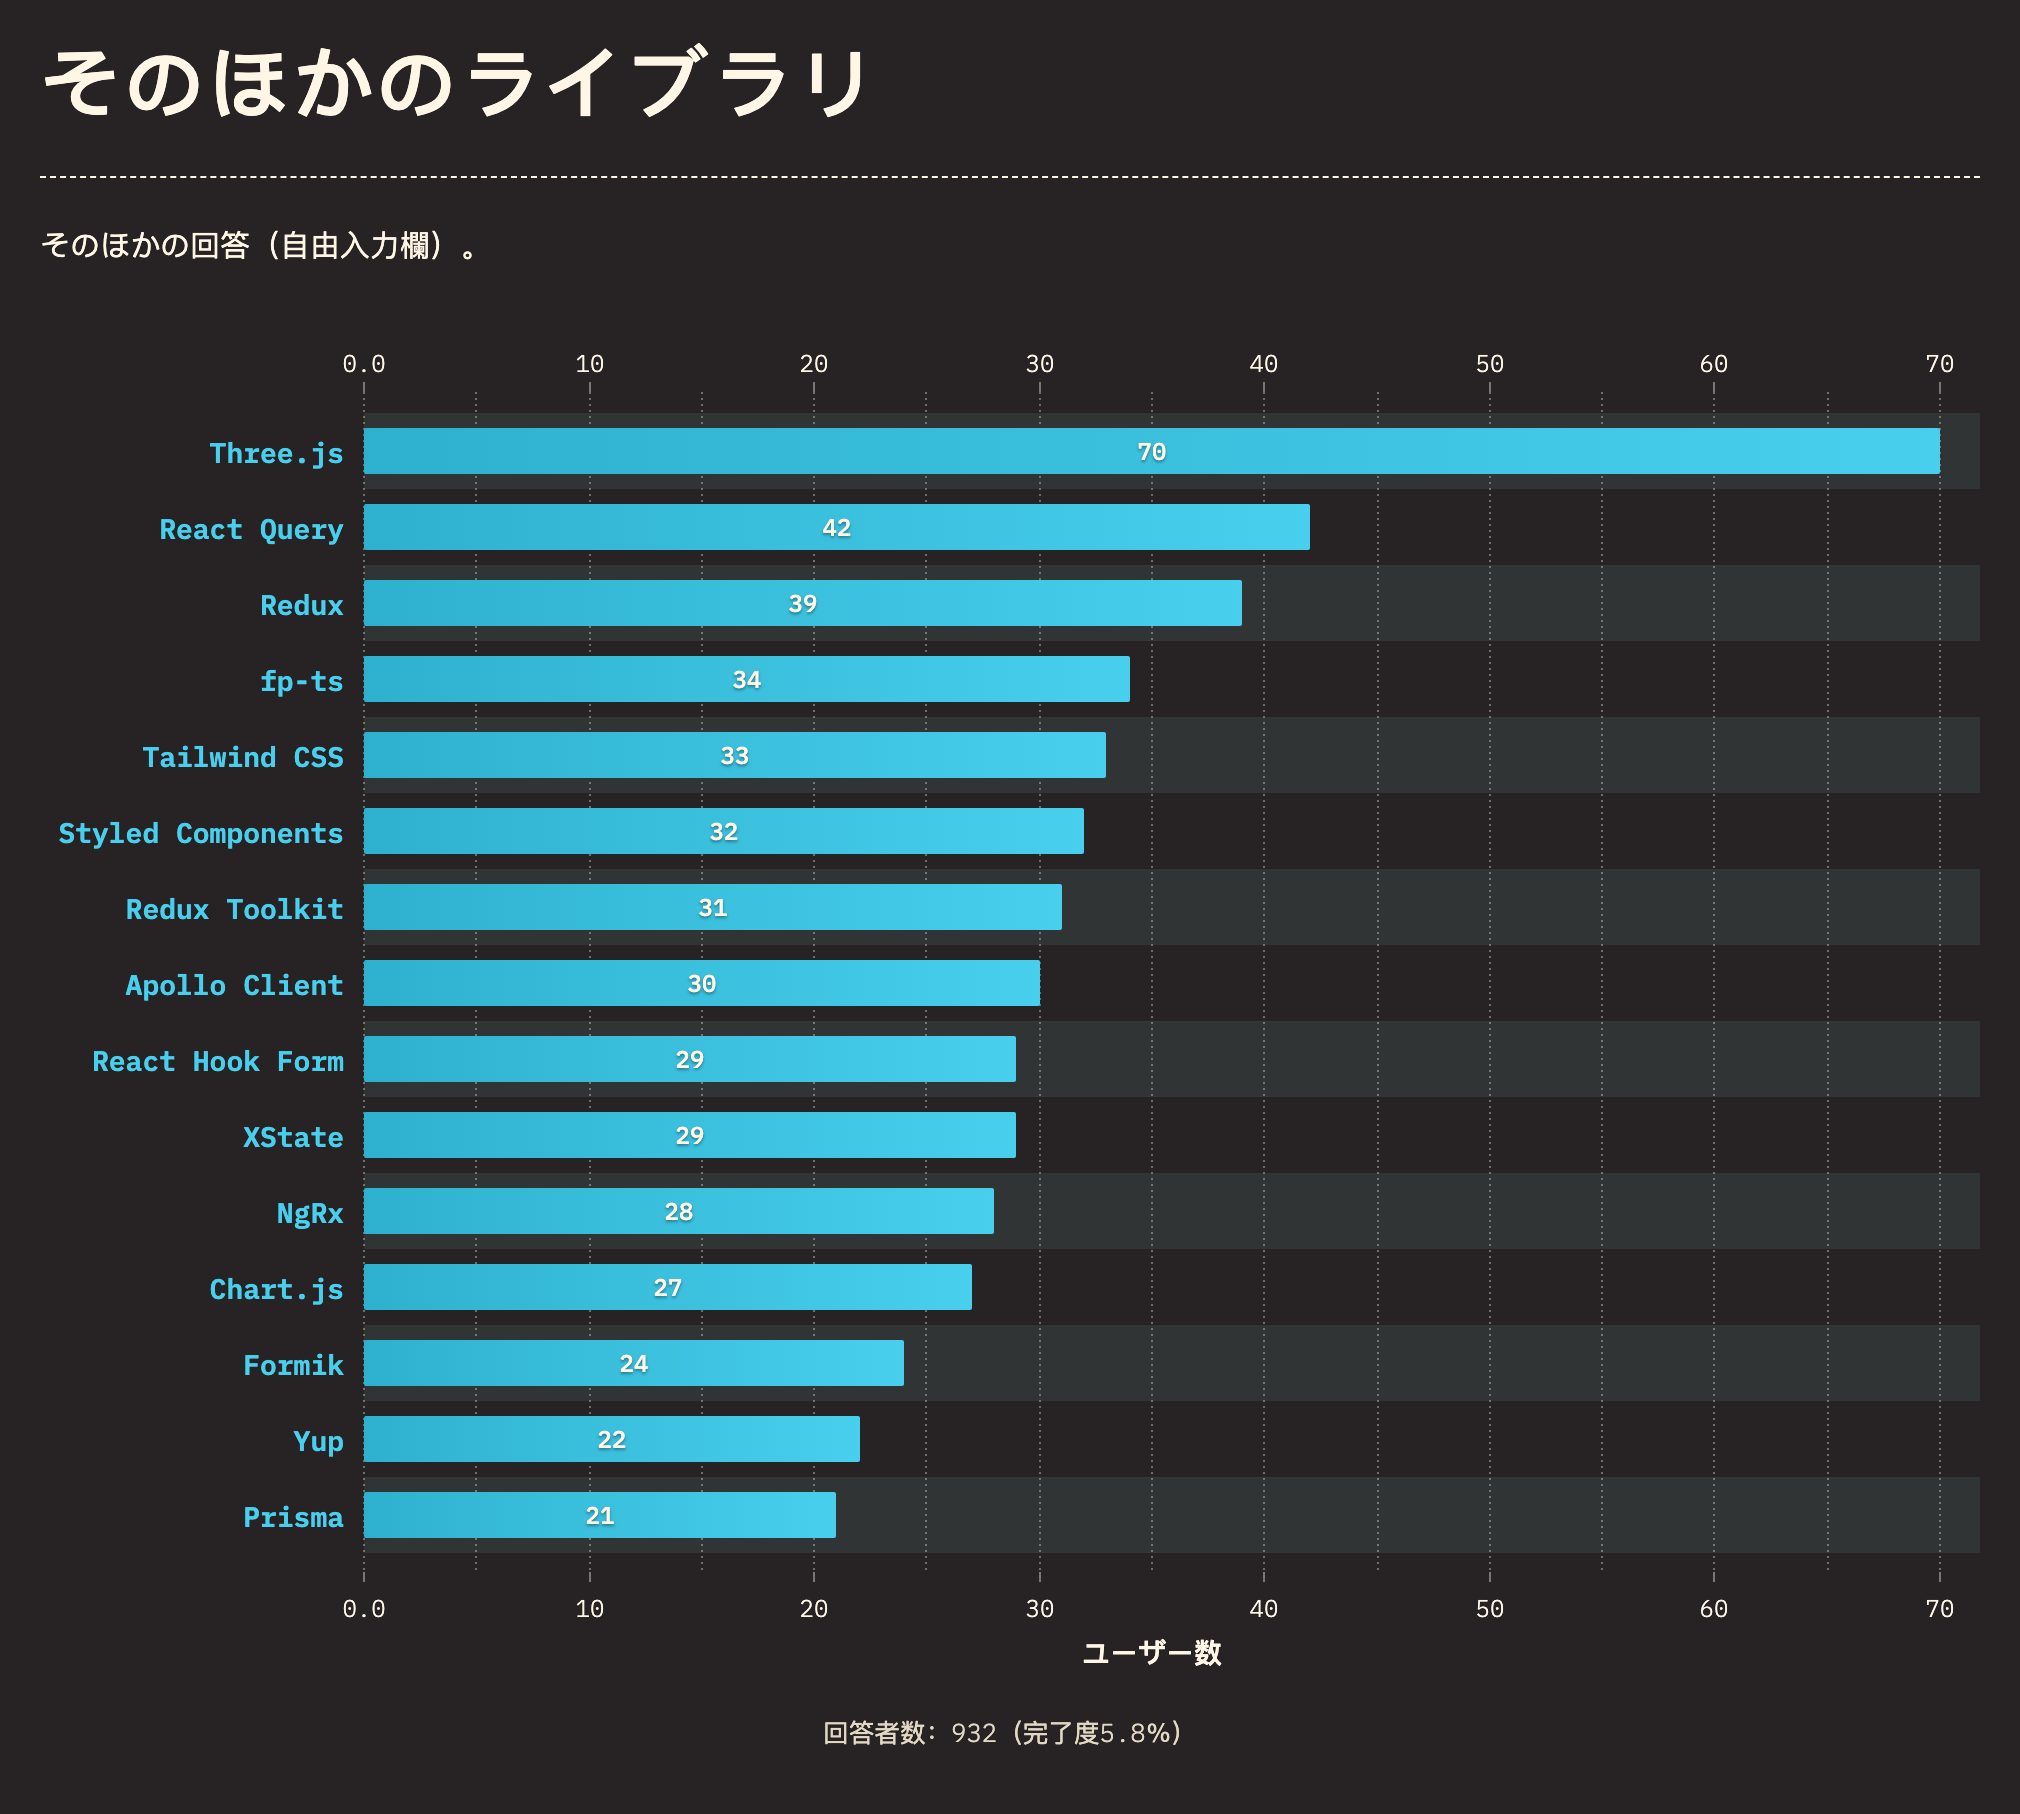 そのほかのライブラリ
そのほかの回答（自由入力欄）。
0.0 10 20 30 40 50 60 70
Three.js 70
React Query 42
Redux 39
fp-ts 34
Tailwind CSS 33
Styled Components 32
Redux Toolkit 31
Apollo Client 30
React Hook Form 29
XState 29
NgRx 28
Chart.js 27
Formik 24
Yup 22
Prisma 21
0.0 10 20 30 40 50 60 70
ユーザー数
回答者数：932（完了度5.8%）